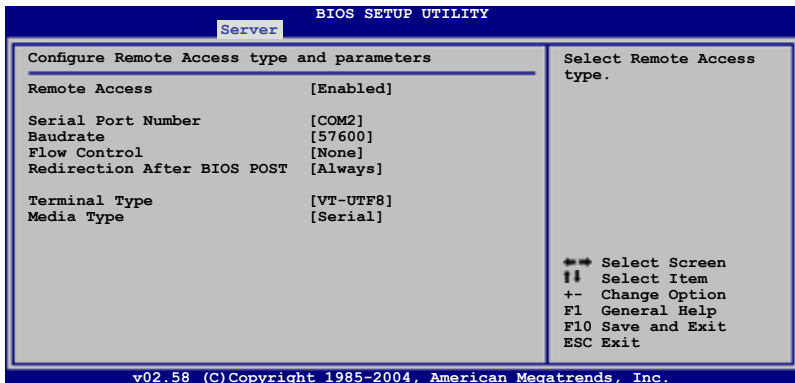 BIOS SETUP UTILITY
Server
Configure Remote Access type and parameters
Remote Access [Enabled]
Serial Port Number [COM2]
Baudrate [57600]
Flow Control [None]
Redirection After BIOS POST [Always]
Terminal Type [VT-UTF8]
Media Type [Serial]
Select Remote Access
type.
←→ Select Screen
↑↓ Select Item
+- Change Option
F1 General Help
F10 Save and Exit
ESC Exit
v02.58 (C)Copyright 1985-2004, American Megatrends, Inc.